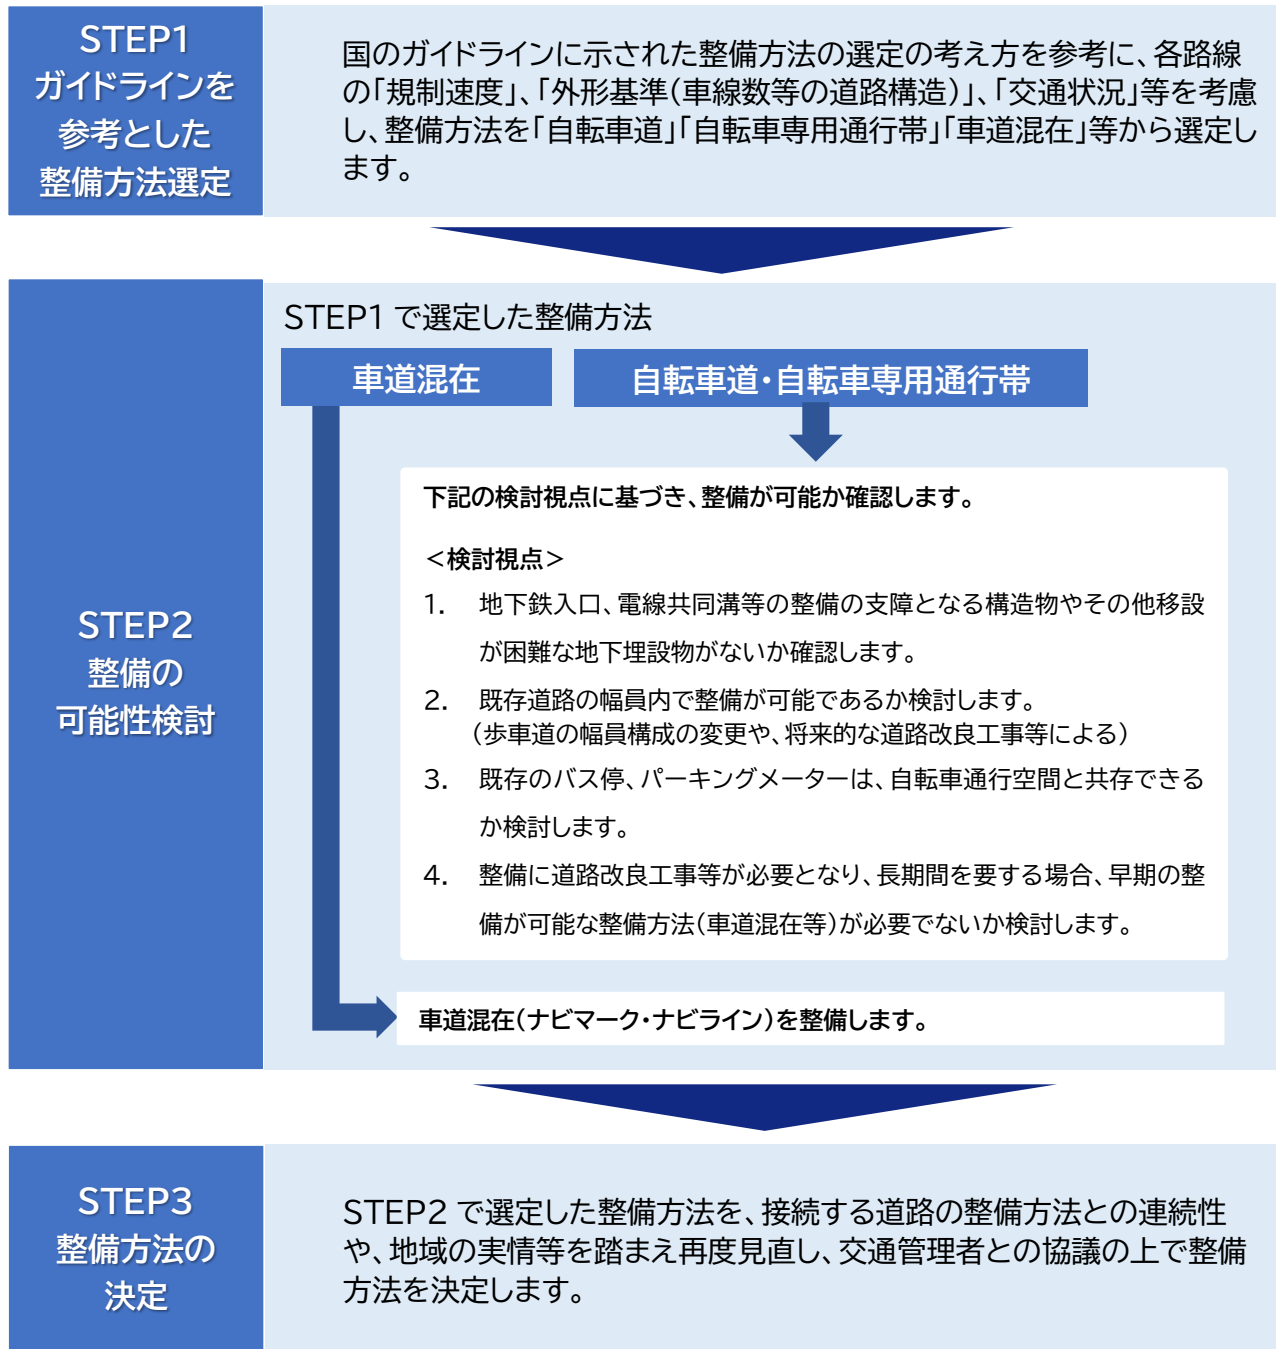 STEP1
ガイドラインを
参考とした
整備方法選定
国のガイドラインに示された整備方法の選定の考え方を参考に、各路線
の「規制速度」、「外形基準（車線数等の道路構造）」、「交通状況」等を考慮
し、整備方法を「自転車道」「自転車専用通行帯」「車道混在」等から選定し
ます。
STEP2
整備の
可能性検討
STEP1 で選定した整備方法
車道混在
自転車道・自転車専用通行帯
下記の検討視点に基づき、整備が可能か確認します。
＜検討視点＞
1. 地下鉄入口、電線共同溝等の整備の支障となる構造物やその他移設
が困難な地下埋設物がないか確認します。
2. 既存道路の幅員内で整備が可能であるか検討します。
（歩車道の幅員構成の変更や、将来的な道路改良工事等による）
3. 既存のバス停、パーキングメーターは、自転車通行空間と共存できる
か検討します。
4. 整備に道路改良工事等が必要となり、長期間を要する場合、早期の整
備が可能な整備方法（車道混在等）が必要でないか検討します。
車道混在（ナビマーク・ナビライン）を整備します。
STEP3
整備方法の
決定
STEP2 で選定した整備方法を、接続する道路の整備方法との連続性
や、地域の実情等を踏まえ再度見直し、交通管理者との協議の上で整備
方法を決定します。